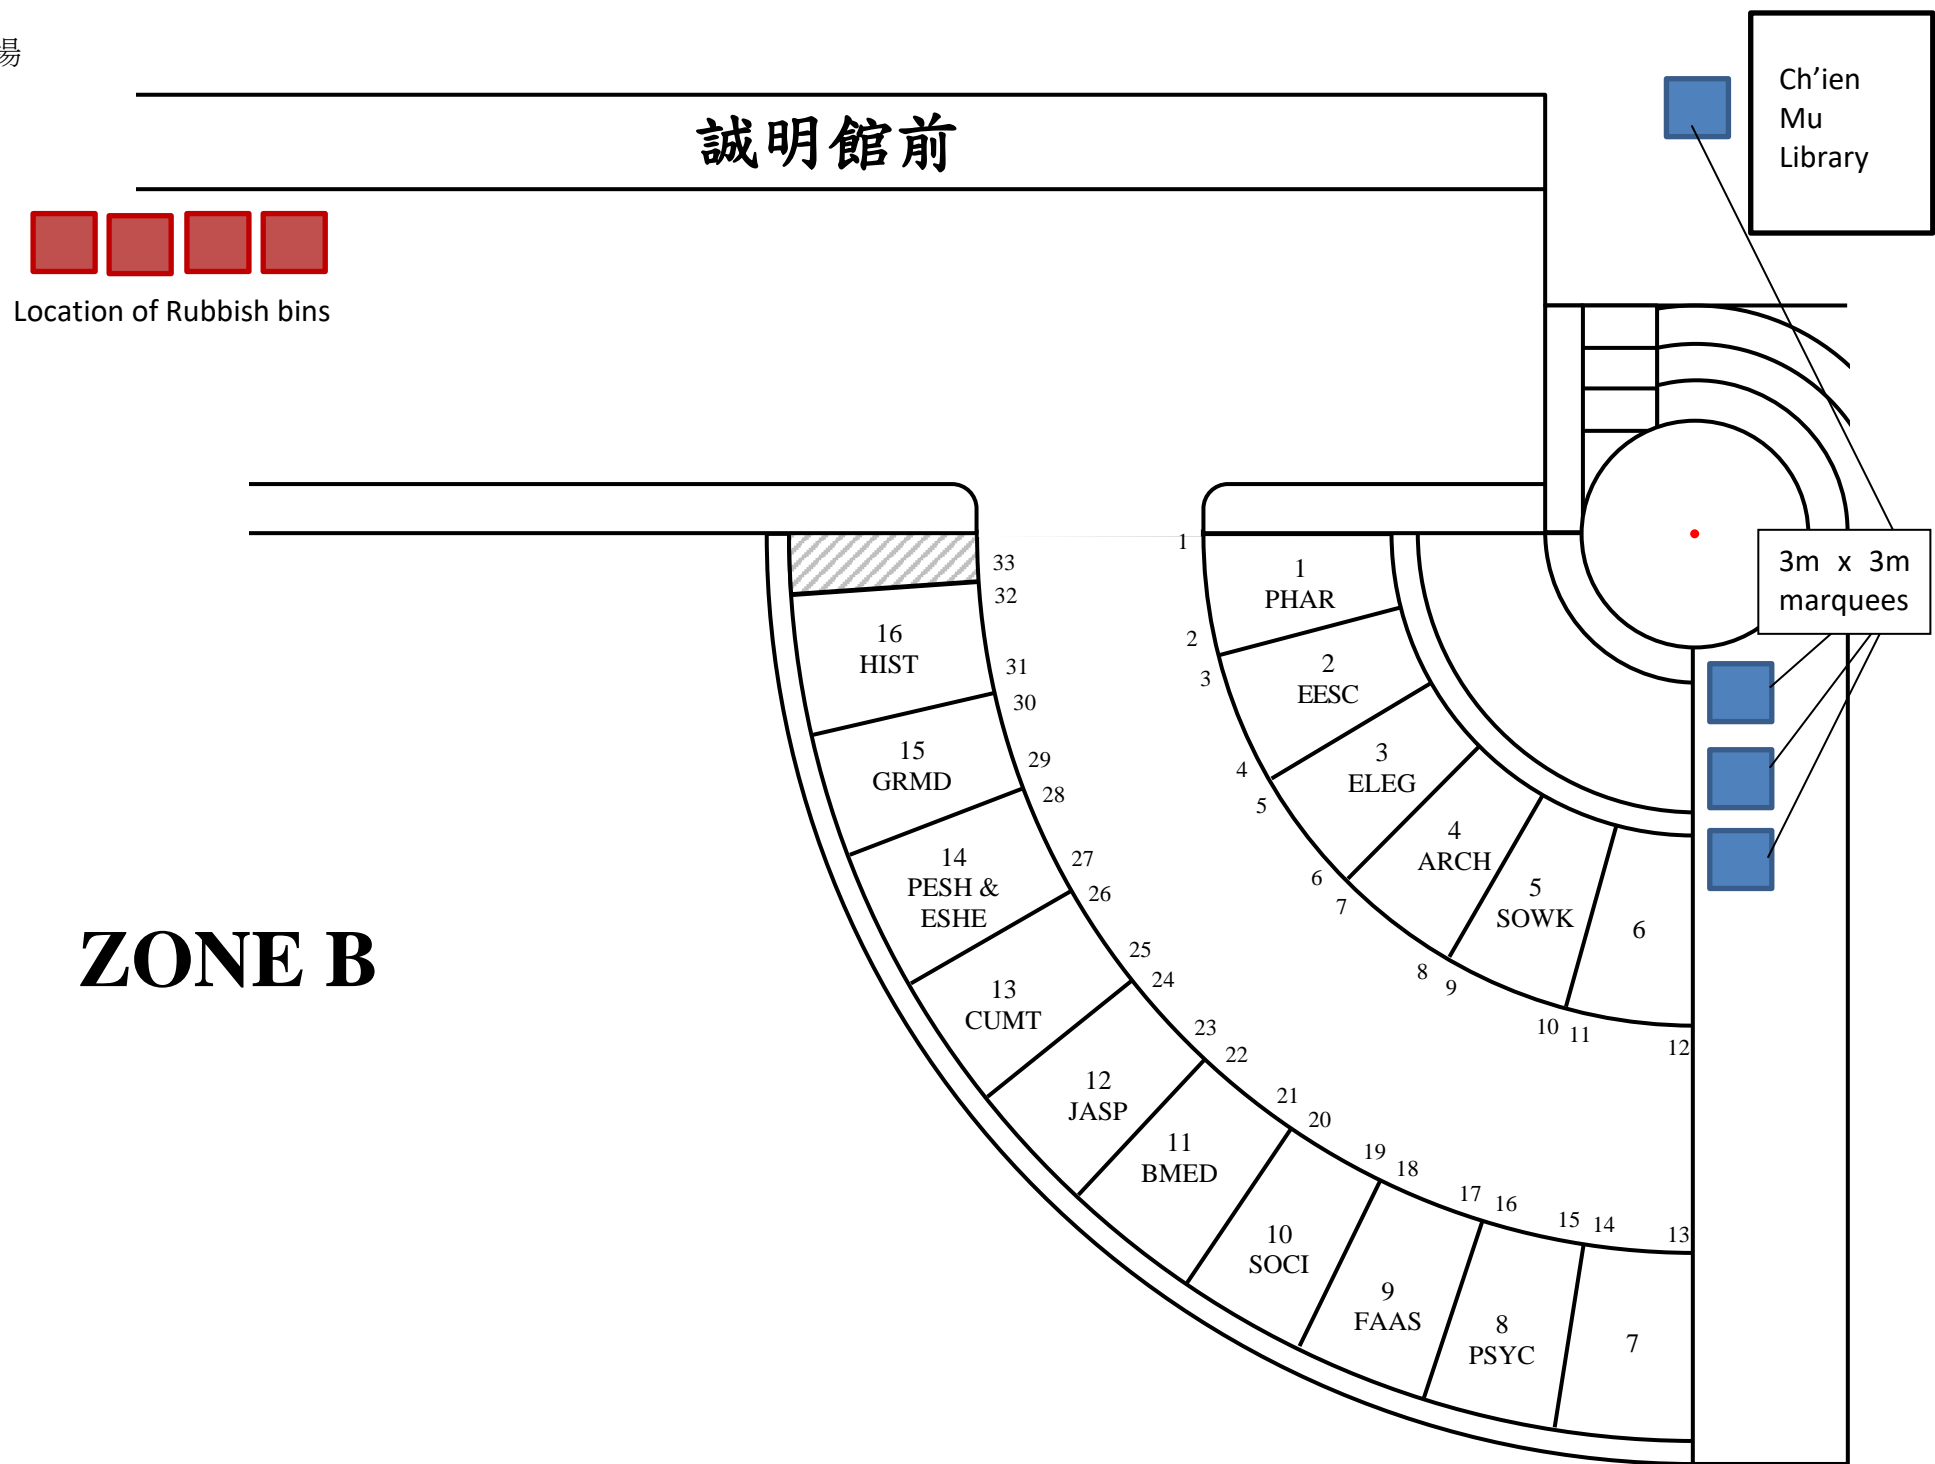 場
Ch’ien
Mu
Library
誠明館前
Location of Rubbish bins
3m x 3m
marquees
1
33
32
1
PHAR
2
3
2
EESC
16
HIST
31
30
15
GRMD
29
28
4
5
3
ELEG
14
PESH &
ESHE
27
26
6
7
4
ARCH
5
SOWK
6
ZONE B
25
24
8
9
10
11
12
13
CUMT
23
22
12
JASP
21
20
11
BMED
19
18
17
16
15
14
13
10
SOCI
9
FAAS
8
PSYC
7